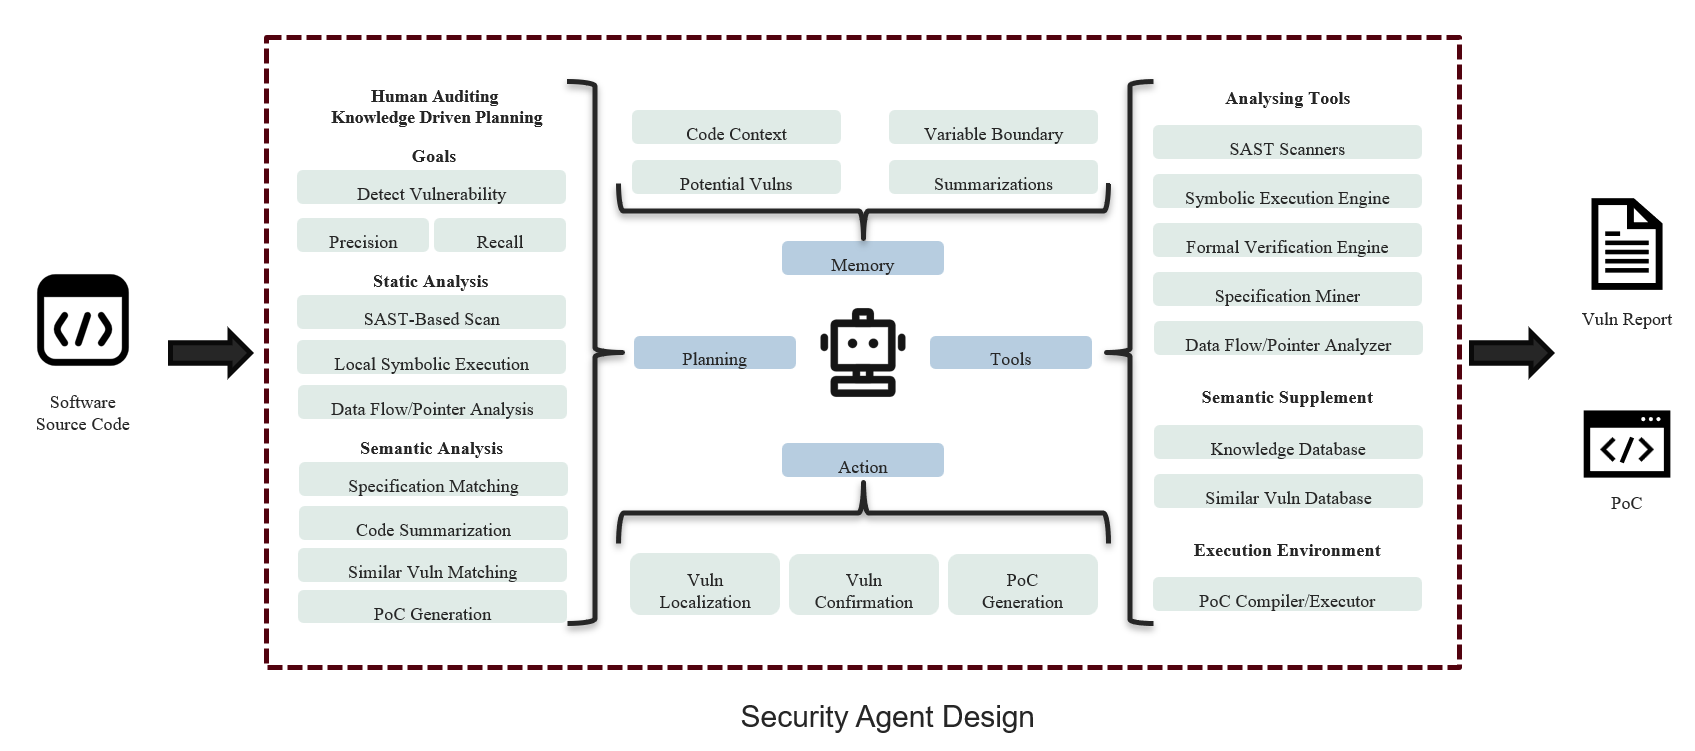 Software
Source Code
Human Auditing
Knowledge Driven Planning
Goals
Detect Vulnerability
Precision
Recall
Static Analysis
SAST-Based Scan
Local Symbolic Execution
Data Flow/Pointer Analysis
Semantic Analysis
Specification Matching
Code Summarization
Similar Vuln Matching
PoC Generation
Code Context
Variable Boundary
Potential Vulns
Summarizations
Memory
Planning
Tools
Action
Vuln
Localization
Vuln
Confirmation
PoC
Generation
Analysing Tools
SAST Scanners
Symbolic Execution Engine
Formal Verification Engine
Specification Miner
Data Flow/Pointer Analyzer
Semantic Supplement
Knowledge Database
Similar Vuln Database
Execution Environment
PoC Compiler/Executor
Vuln Report
PoC
Security Agent Design